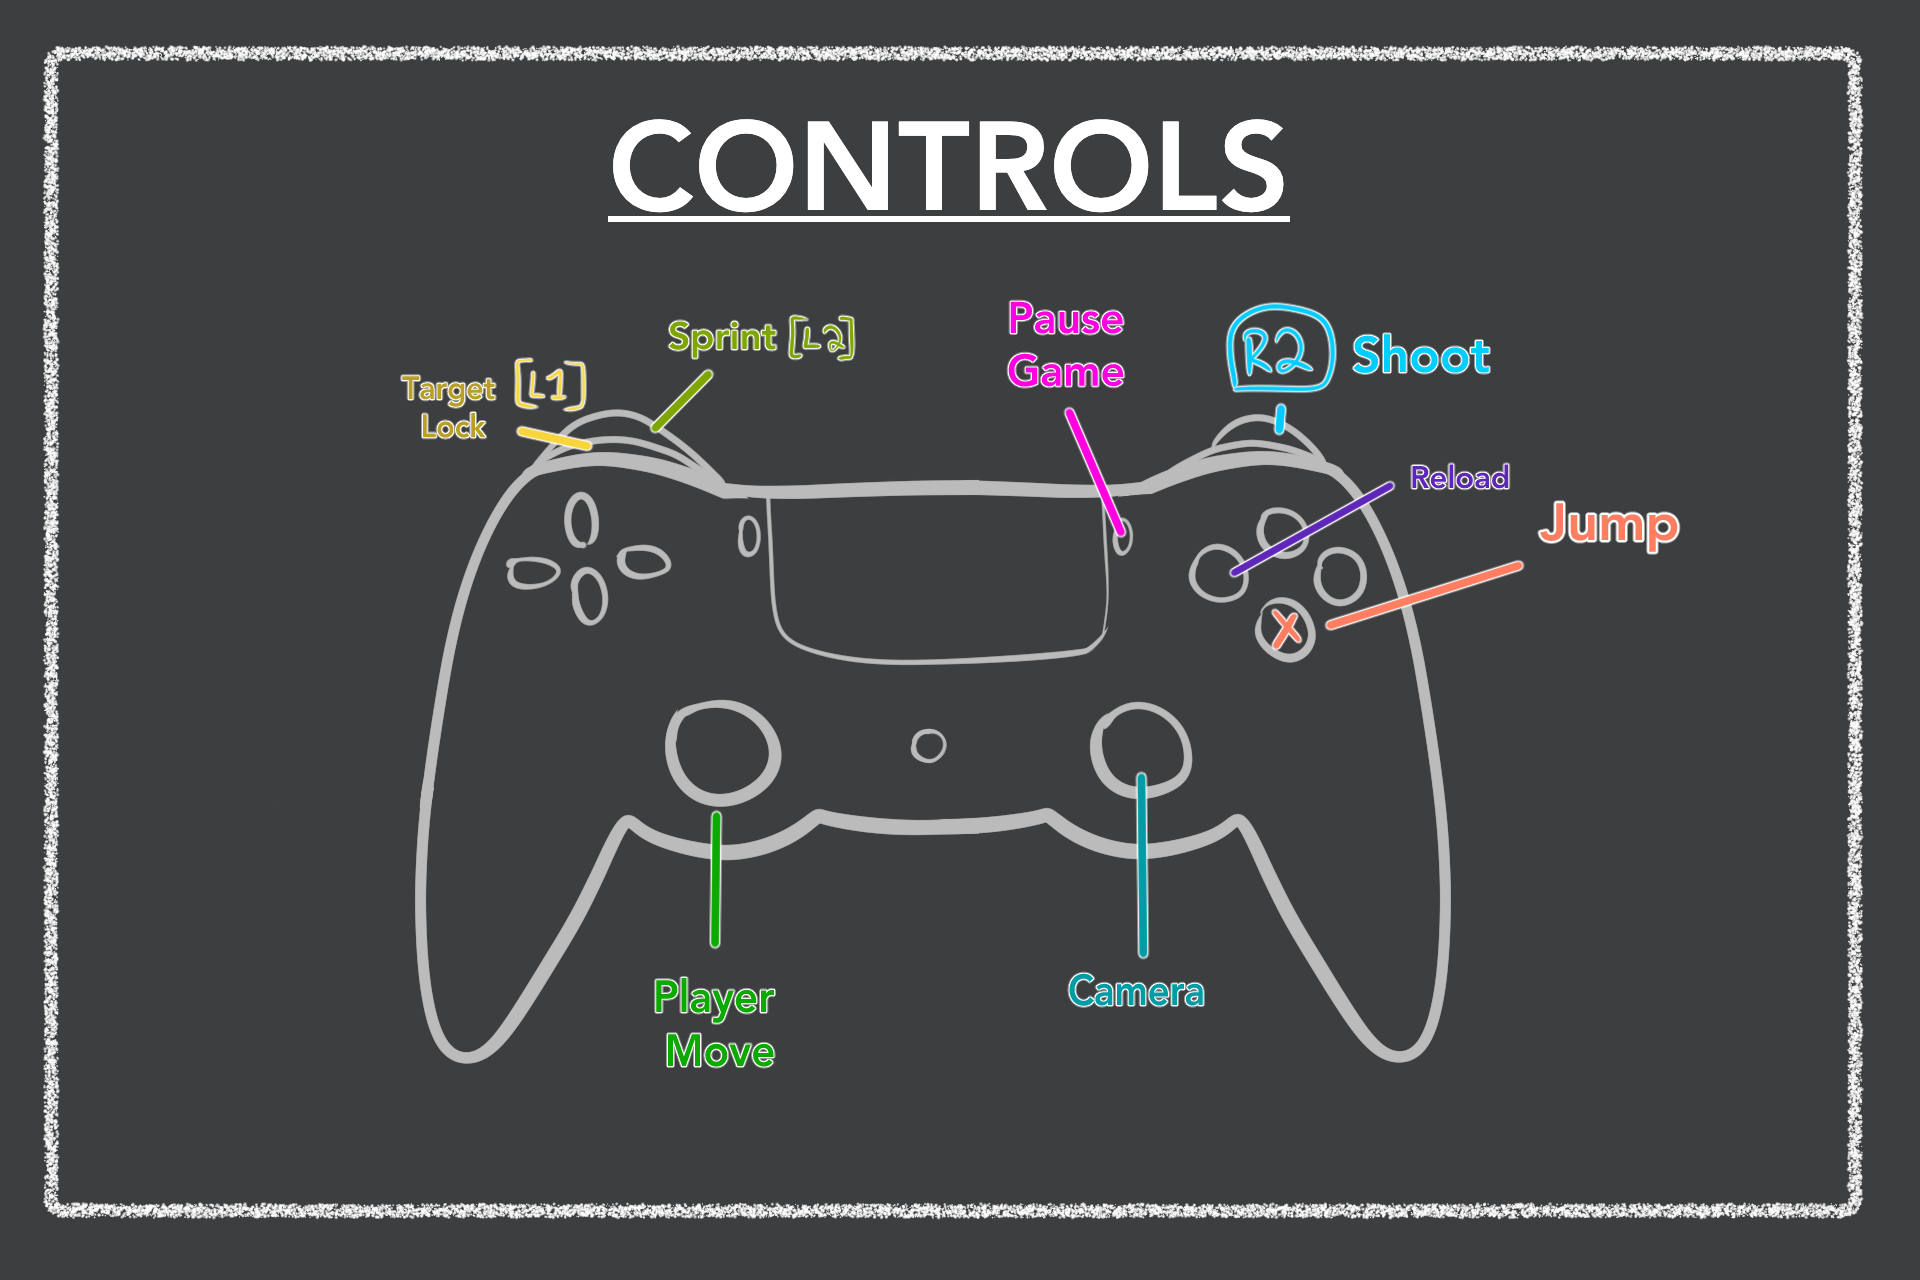 CONTROLS
Sprint [L2]
Target [L1]
Lock
Pause
Game
R2 Shoot
Reload
Jump
X
Player
Move
Camera